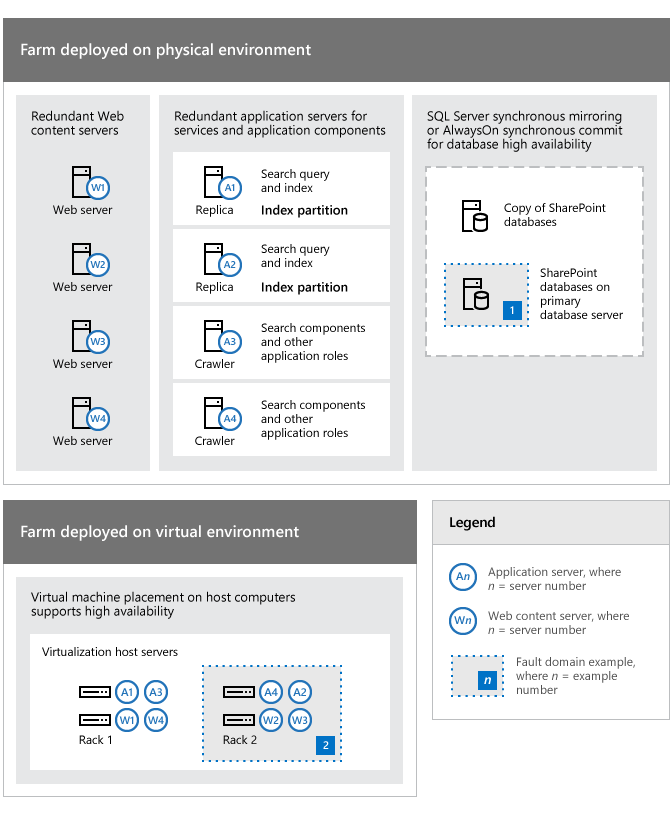 Farm deployed on physical environment
Redundant Web
content servers
W1
Web server
W2
Web server
W3
Web server
W4
Web server
Redundant application servers for
services and application components
A1
Replica
Search query
and index
Index partition
A2
Replica
Search query
and index
Index partition
A3
Crawler
Search components
and other
application roles
A4
Crawler
Search components
and other
application roles
SQL Server synchronous mirroring
or AlwaysOn synchronous commit
for database high availability
Copy of SharePoint
databases
1
SharePoint
databases on
primary
database server
Farm deployed on virtual environment
Virtual machine placement on host computers
supports high availability
Virtualization host servers
A1 A3
W1 W4
Rack 1
A4 A2
W2 W3
Rack 2
2
Legend
An
Application server, where
n = server number
Wn
Web content server, where
n = server number
n
Fault domain example,
where n = example
number